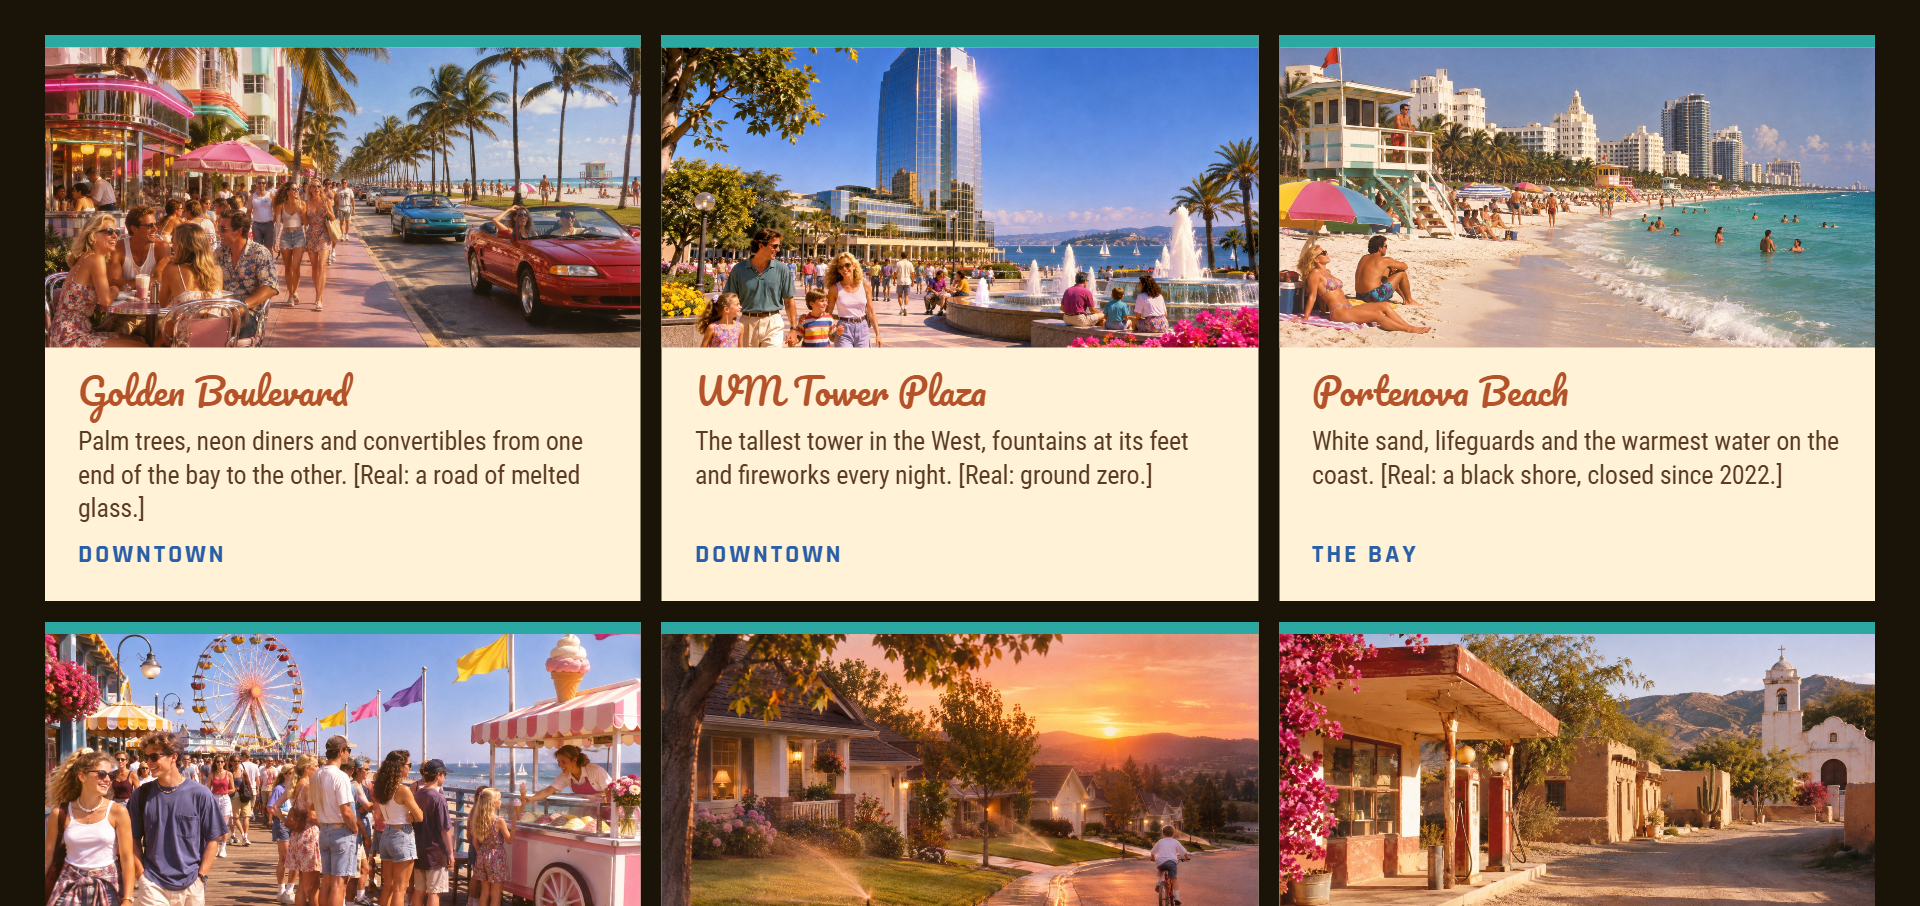 Golden Boulevard
Palm trees, neon diners and convertibles from one
end of the bay to the other. [Real: a road of melted
glass.]
DOWNTOWN
WM Tower Plaza
The tallest tower in the West, fountains at its feet
and fireworks every night. [Real: ground zero.]
DOWNTOWN
Portenova Beach
White sand, lifeguards and the warmest water on the
coast. [Real: a black shore, closed since 2022.]
THE BAY